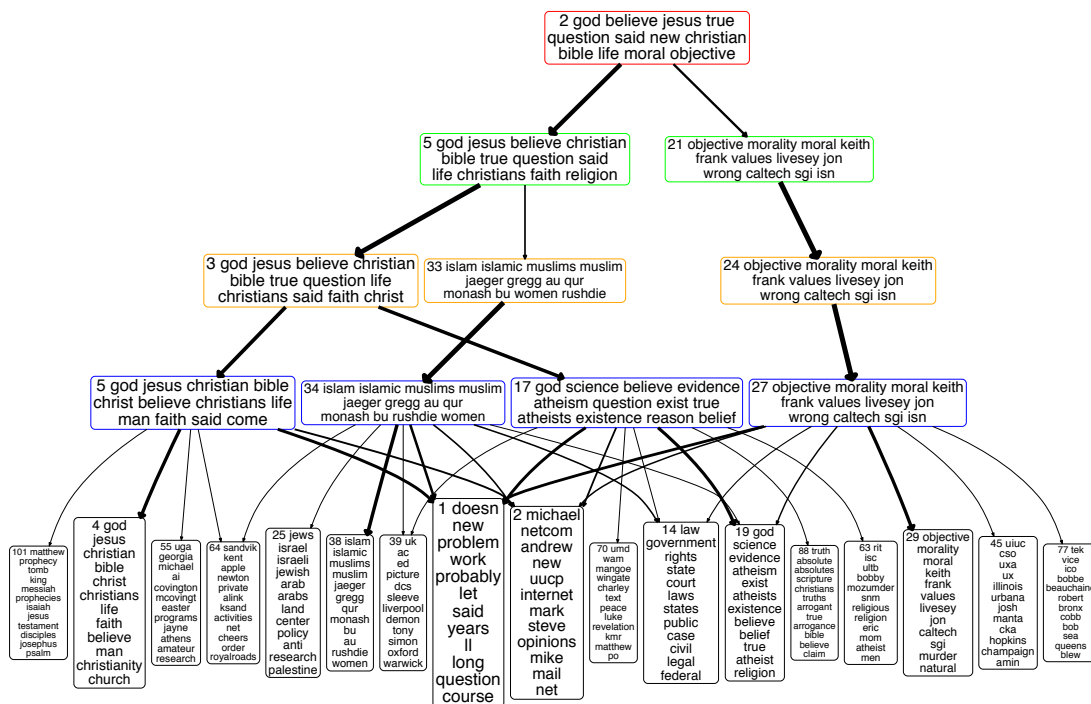 2 god believe jesus true
question said new christian
bible life moral objective
5 god jesus believe christian
bible true question said
life christians faith religion
21 objective morality moral keith
frank values livesey jon
wrong caltech sgi isn
3 god jesus believe christian
bible true question life
christians said faith christ
33 islam islamic muslims muslim
jaeger gregg au qur
monash bu women rushdie
24 objective morality moral keith
frank values livesey jon
wrong caltech sgi isn
5 god jesus christian bible
christ believe christians life
man faith said come
34 islam islamic muslims muslim
jaeger gregg au qur
monash bu rushdie women
17 god science believe evidence
atheism question exist true
atheists existence reason belief
27 objective morality moral keith
frank values livesey jon
wrong caltech sgi isn
101 matthew
prophecy
tomb
king
messiah
prophecies
isaiah
jesus
testament
disciples
josephus
psalm
4 god
jesus
christian
bible
christ
christians
life
faith
believe
man
christianity
church
55 uga
georgia
michael
ai
covington
mcovingt
easter
programs
jayne
athens
amateur
research
64 sandvik
kent
apple
newton
private
alink
ksand
activities
net
cheers
order
royalroads
25 jews
israel
israeli
jewish
arab
arabs
land
center
policy
anti
research
palestine
38 islam
islamic
muslims
muslim
jaeger
gregg
qur
monash
bu
au
rushdie
women
39 uk
ac
ed
picture
dcs
sleeve
liverpool
demon
tony
simon
oxford
warwick
1 doesn
new
problem
work
probably
let
said
years
ll
long
question
course
2 michael
netcom
andrew
new
uucp
internet
mark
steve
opinions
mike
mail
net
70 umd
wam
mangoe
wingate
charley
text
peace
luke
revelation
kmr
matthew
po
14 law
government
rights
state
court
laws
states
public
case
civil
legal
federal
19 god
science
evidence
atheism
exist
atheists
existence
believe
belief
true
atheist
religion
88 truth
absolute
absolutes
scripture
christians
truths
arrogant
true
arrogance
bible
believe
claim
63 rit
isc
ultb
bobby
mozumder
snm
religious
religion
eric
mom
atheist
men
29 objective
morality
moral
keith
frank
values
livesey
jon
caltech
sgi
murder
natural
45 uiuc
cso
uxa
ux
illinois
urbana
josh
manta
cka
hopkins
champaign
amin
77 tek
vice
ico
bobbe
beauchaine
robert
bronx
cobb
bob
sea
queens
blew